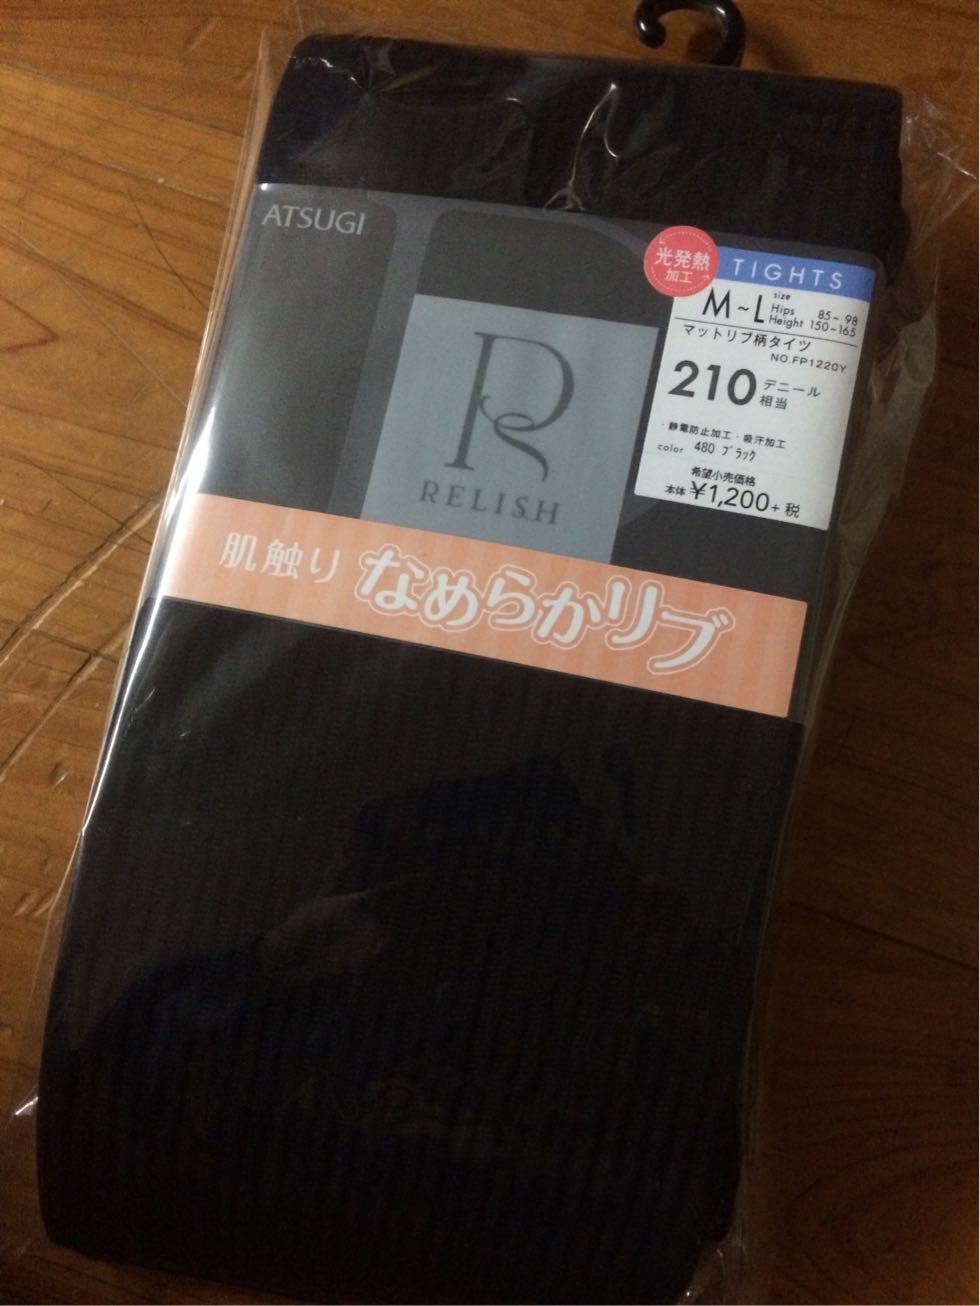 ATSUGI
光発熱
加工
TIGHTS
M~L
size
Hips 85~98
Height 150~165
マットリブ柄タイツ
NO.FP1220Y
210 デニール
相当
・静電防止加工・吸汗加工
color 480 ブラック
希望小売価格
本体 ¥1,200+税
RELISH
肌触り なめらかリブ